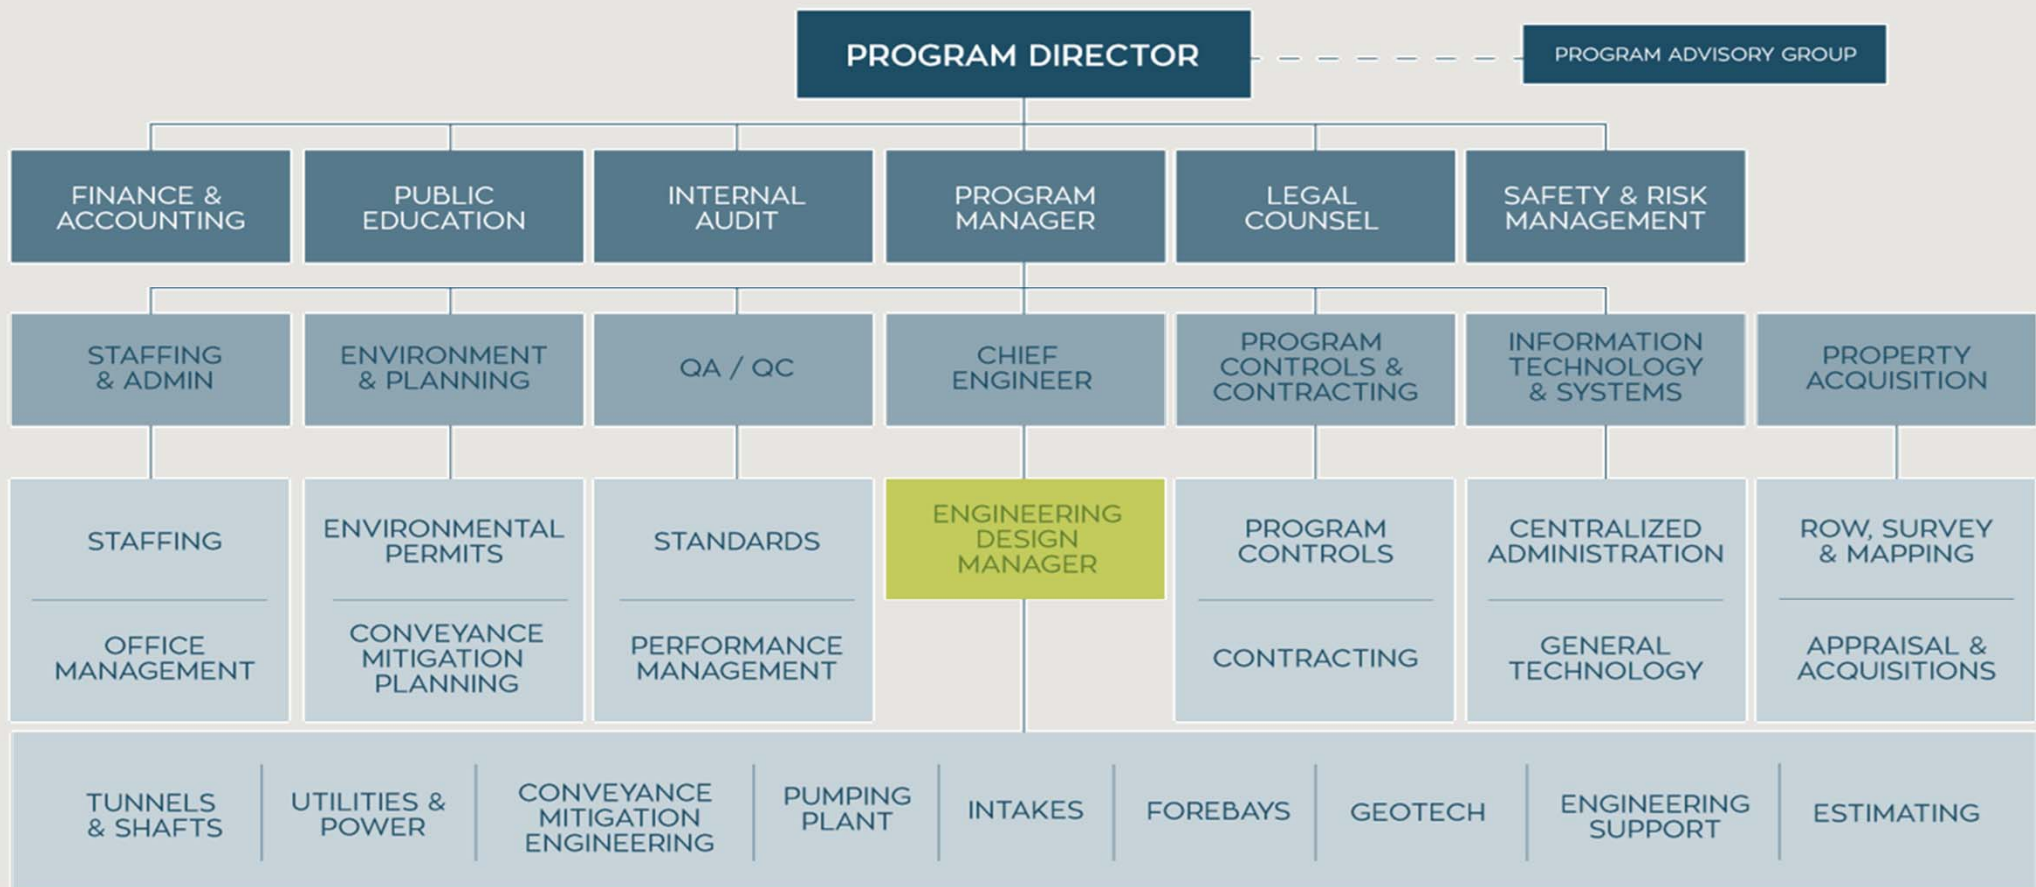 PROGRAM DIRECTOR
PROGRAM ADVISORY GROUP
FINANCE &
ACCOUNTING
PUBLIC
EDUCATION
INTERNAL
AUDIT
PROGRAM
MANAGER
LEGAL
COUNSEL
SAFETY & RISK
MANAGEMENT
STAFFING
& ADMIN
ENVIRONMENT
& PLANNING
QA / QC
CHIEF
ENGINEER
PROGRAM
CONTROLS &
CONTRACTING
INFORMATION
TECHNOLOGY
& SYSTEMS
PROPERTY
ACQUISITION
STAFFING
OFFICE
MANAGEMENT
ENVIRONMENTAL
PERMITS
CONVEYANCE
MITIGATION
PLANNING
STANDARDS
PERFORMANCE
MANAGEMENT
ENGINEERING
DESIGN
MANAGER
PROGRAM
CONTROLS
CONTRACTING
CENTRALIZED
ADMINISTRATION
GENERAL
TECHNOLOGY
ROW, SURVEY
& MAPPING
APPRAISAL &
ACQUISITIONS
TUNNELS
& SHAFTS
UTILITIES &
POWER
CONVEYANCE
MITIGATION
ENGINEERING
PUMPING
PLANT
INTAKES
FOREBAYS
GEOTECH
ENGINEERING
SUPPORT
ESTIMATING